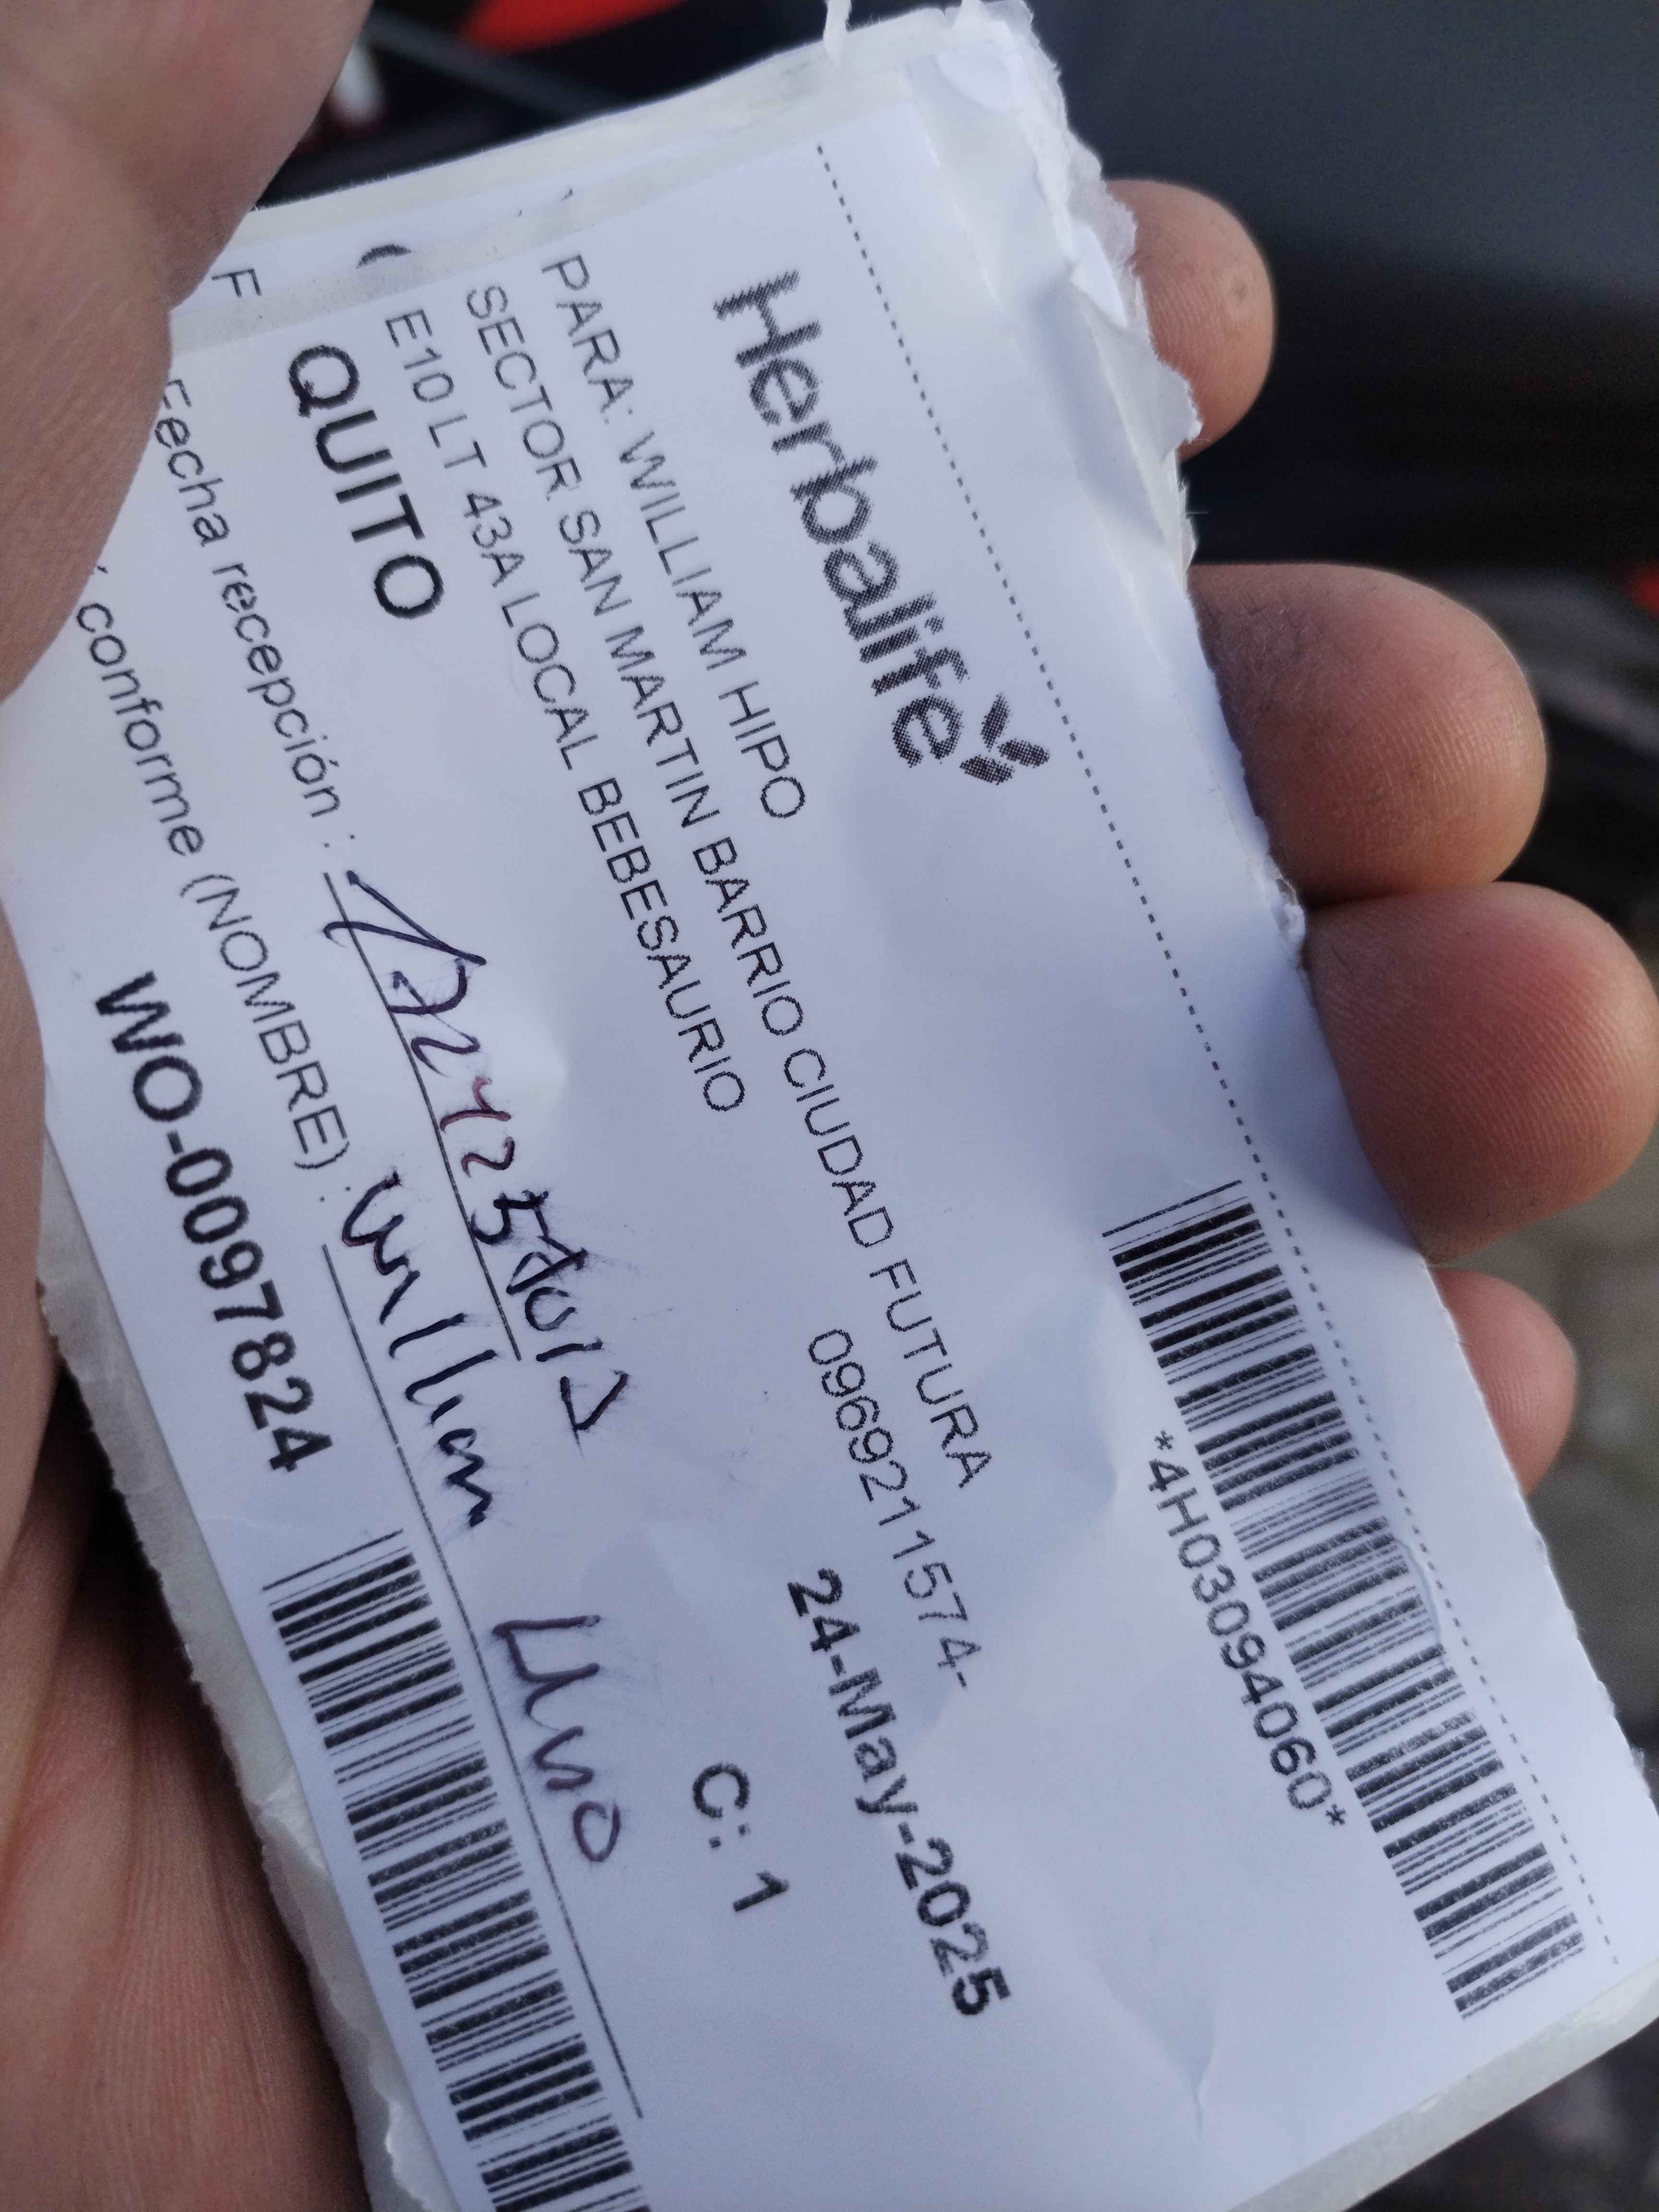 *4H03094060*
Herbalife
PARA: WILLIAM HIPO
24-May-2025
SECTOR SAN MARTIN BARRIO CIUDAD FUTURA
0969211574-
E10 LT 43A LOCAL BEBESAURIO
C: 1
QUITO
Fecha recepción :
F
conforme (NOMBRE) : William
WO-0097824